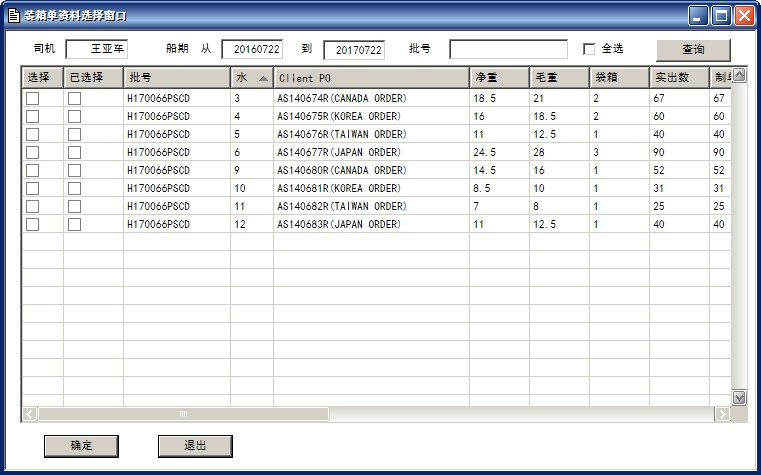 装箱单资料选择窗口
司机 王亚车 船期 从 20160722 到 20170722 批号 全选 查询
选择 已选择 批号 水 Client PO 净重 毛重 袋箱 实出数 制单
H170066PSCD 3 AS140674R(CANADA ORDER) 18.5 21 2 67 67
H170066PSCD 4 AS140675R(KOREA ORDER) 16 18.5 2 60 60
H170066PSCD 5 AS140676R(TAIWAN ORDER) 11 12.5 1 40 40
H170066PSCD 6 AS140677R(JAPAN ORDER) 24.5 28 3 90 90
H170066PSCD 9 AS140680R(CANADA ORDER) 14.5 16 1 52 52
H170066PSCD 10 AS140681R(KOREA ORDER) 8.5 10 1 31 31
H170066PSCD 11 AS140682R(TAIWAN ORDER) 7 8 1 25 25
H170066PSCD 12 AS140683R(JAPAN ORDER) 11 12.5 1 40 40
确定 退出